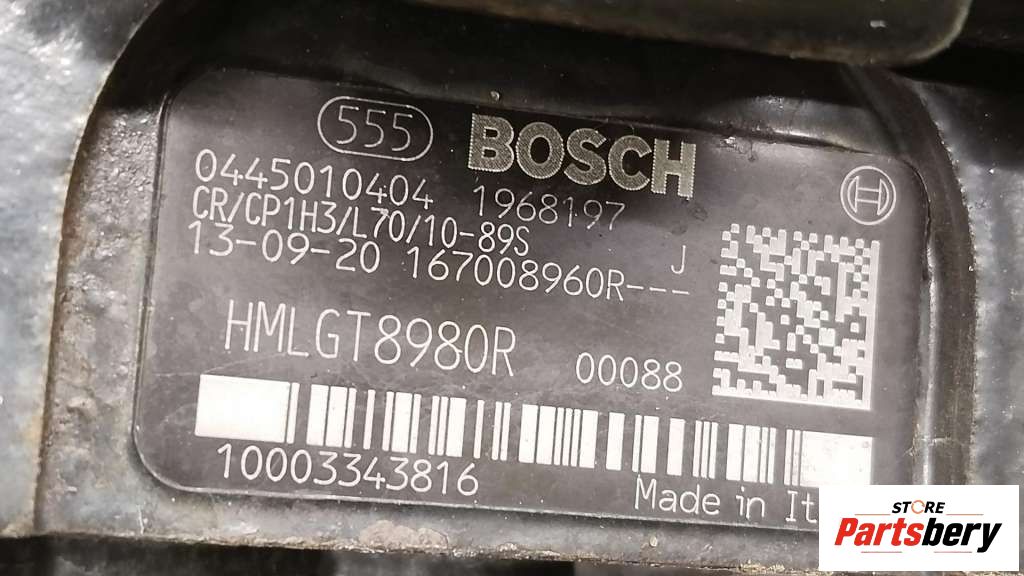 555 BOSCH
0445010404 1968197
CR/CP1H3/L70/10-89S J
13-09-20 167008960R---
HMLGT8980R 00088
10003343816
Made in It
STORE
Partsbery